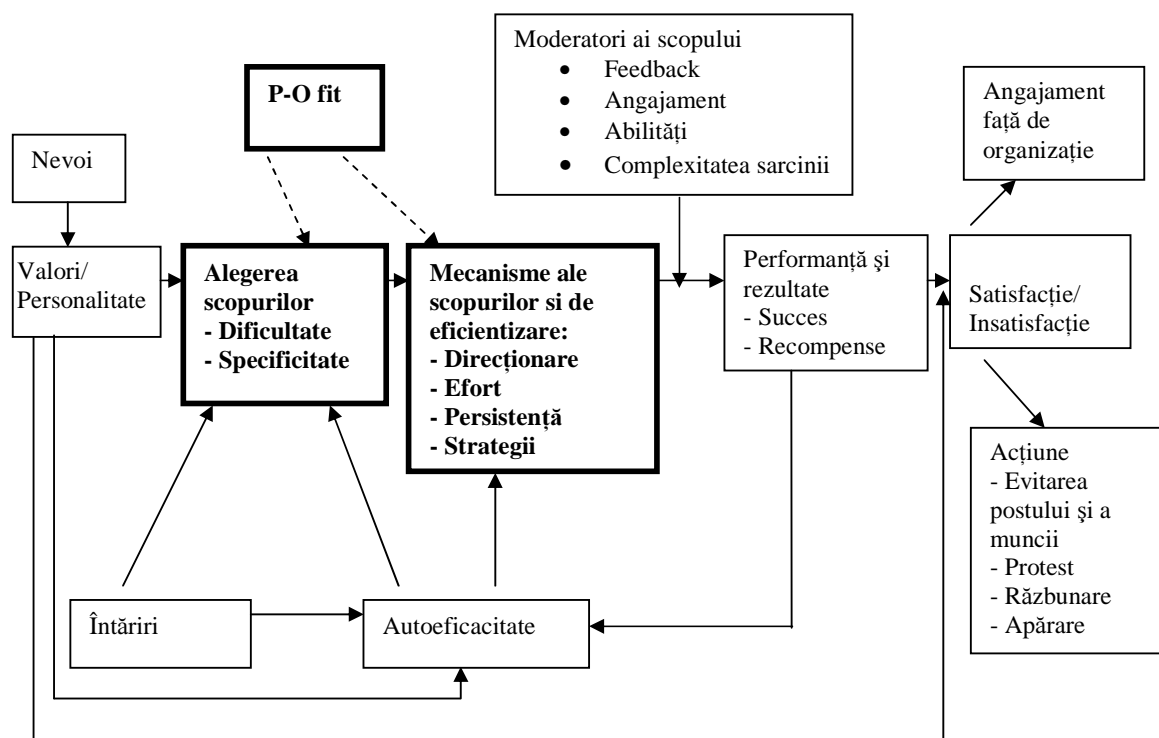 Moderatori ai scopului
• Feedback
• Angajament
• Abilități
• Complexitatea sarcinii
P-O fit
Angajament
față de
organizație
Nevoi
Valori/
Personalitate
Alegerea
scopurilor
- Dificultate
- Specificitate
Mecanisme ale
scopurilor si de
eficientizare:
- Direcționare
- Efort
- Persistență
- Strategii
Performanță şi
rezultate
- Succes
- Recompense
Satisfacție/
Insatisfacție
Acțiune
- Evitarea
postului şi a
muncii
- Protest
- Răzbunare
- Apărare
Întăriri
Autoeficacitate